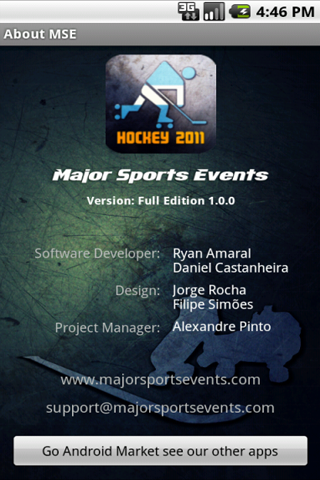 3G 4:46 PM
About MSE
HOCKEY 2011
Major Sports Events
Version: Full Edition 1.0.0
Software Developer: Ryan Amaral
Daniel Castanheira
Design: Jorge Rocha
Filipe Simões
Project Manager: Alexandre Pinto
www.majorsportsevents.com
support@majorsportsevents.com
Go Android Market see our other apps